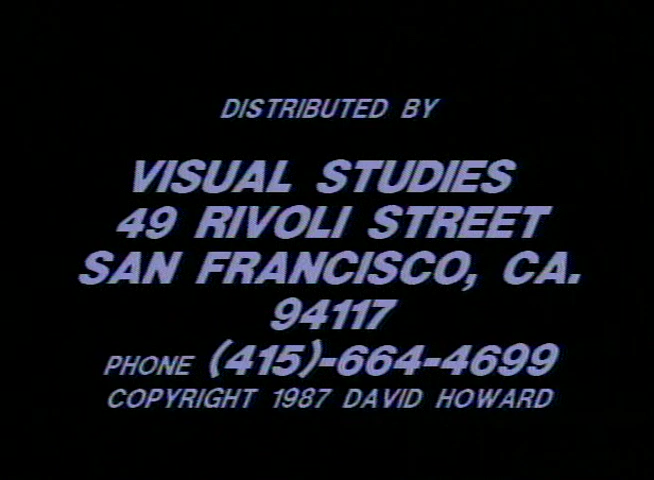 DISTRIBUTED BY
VISUAL STUDIES
49 RIVOLI STREET
SAN FRANCISCO, CA.
94117
PHONE (415)-664-4699
COPYRIGHT 1987 DAVID HOWARD